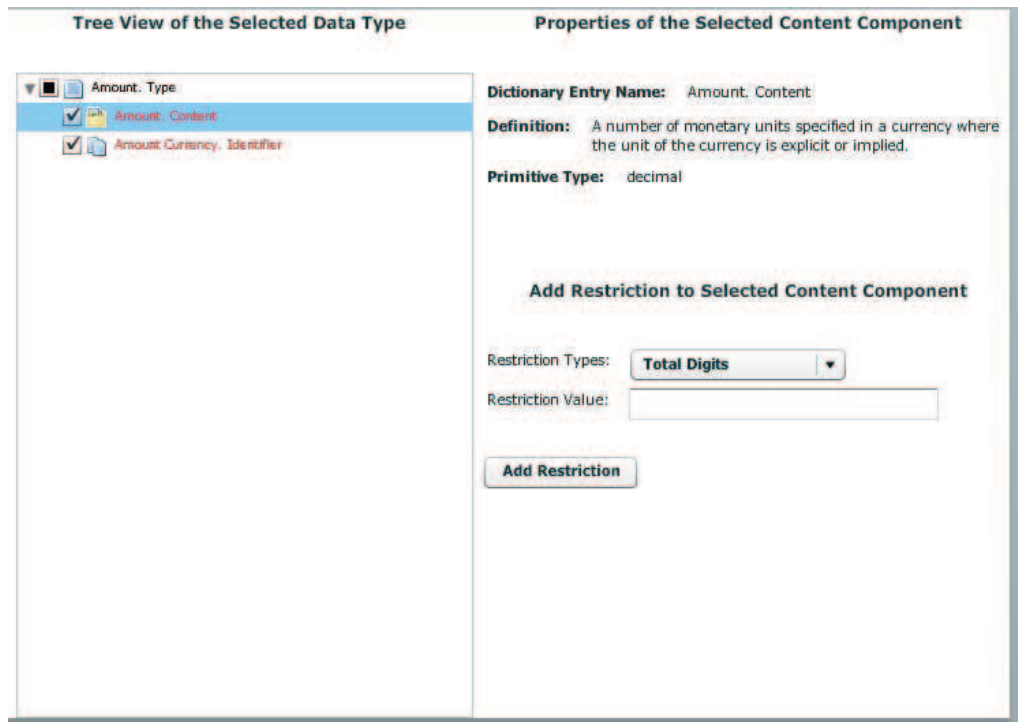 Tree View of the Selected Data Type
Amount. Type
Amount. Content
Amount Currency. Identifier
Properties of the Selected Content Component
Dictionary Entry Name: Amount. Content
Definition: A number of monetary units specified in a currency where
the unit of the currency is explicit or implied.
Primitive Type: decimal
Add Restriction to Selected Content Component
Restriction Types: Total Digits
Restriction Value:
Add Restriction